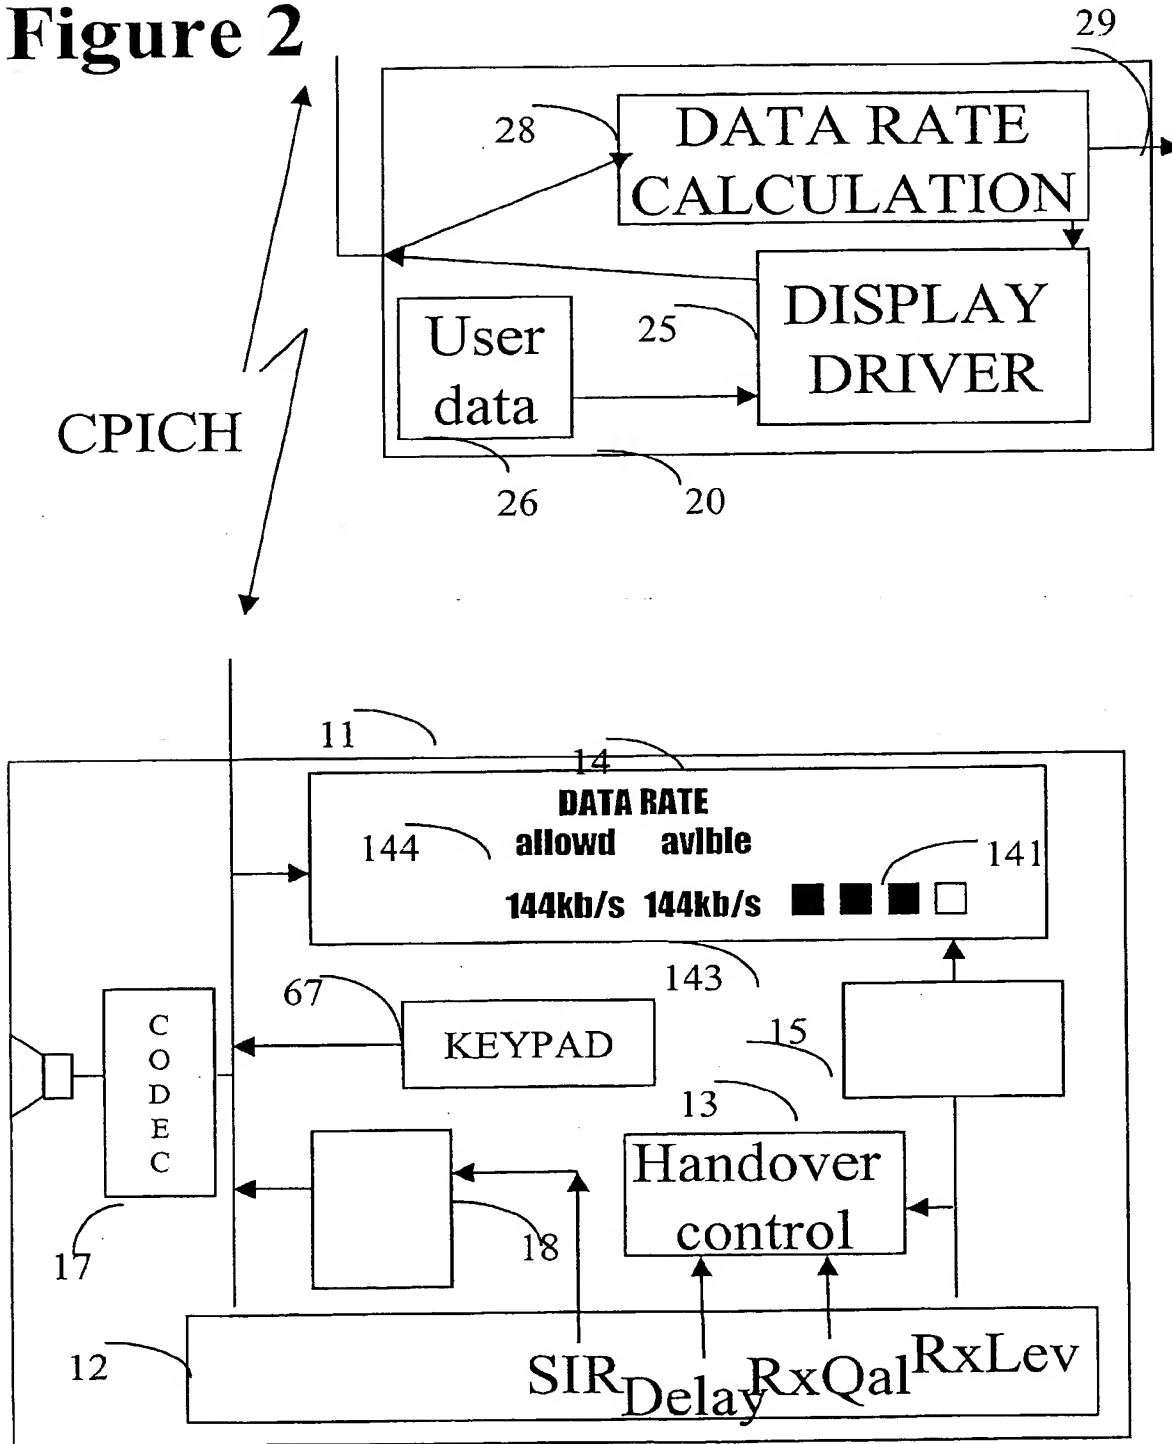 Figure 2
29
28
DATA RATE
CALCULATION
25
DISPLAY
DRIVER
User
data
CPICH
26
20
11
14
DATA RATE
allowd avlble
144
141
144kb/s 144kb/s
143
67
KEYPAD
15
CODEC
13
Handover
control
17
18
12
SIR
Delay
RxQal
RxLev